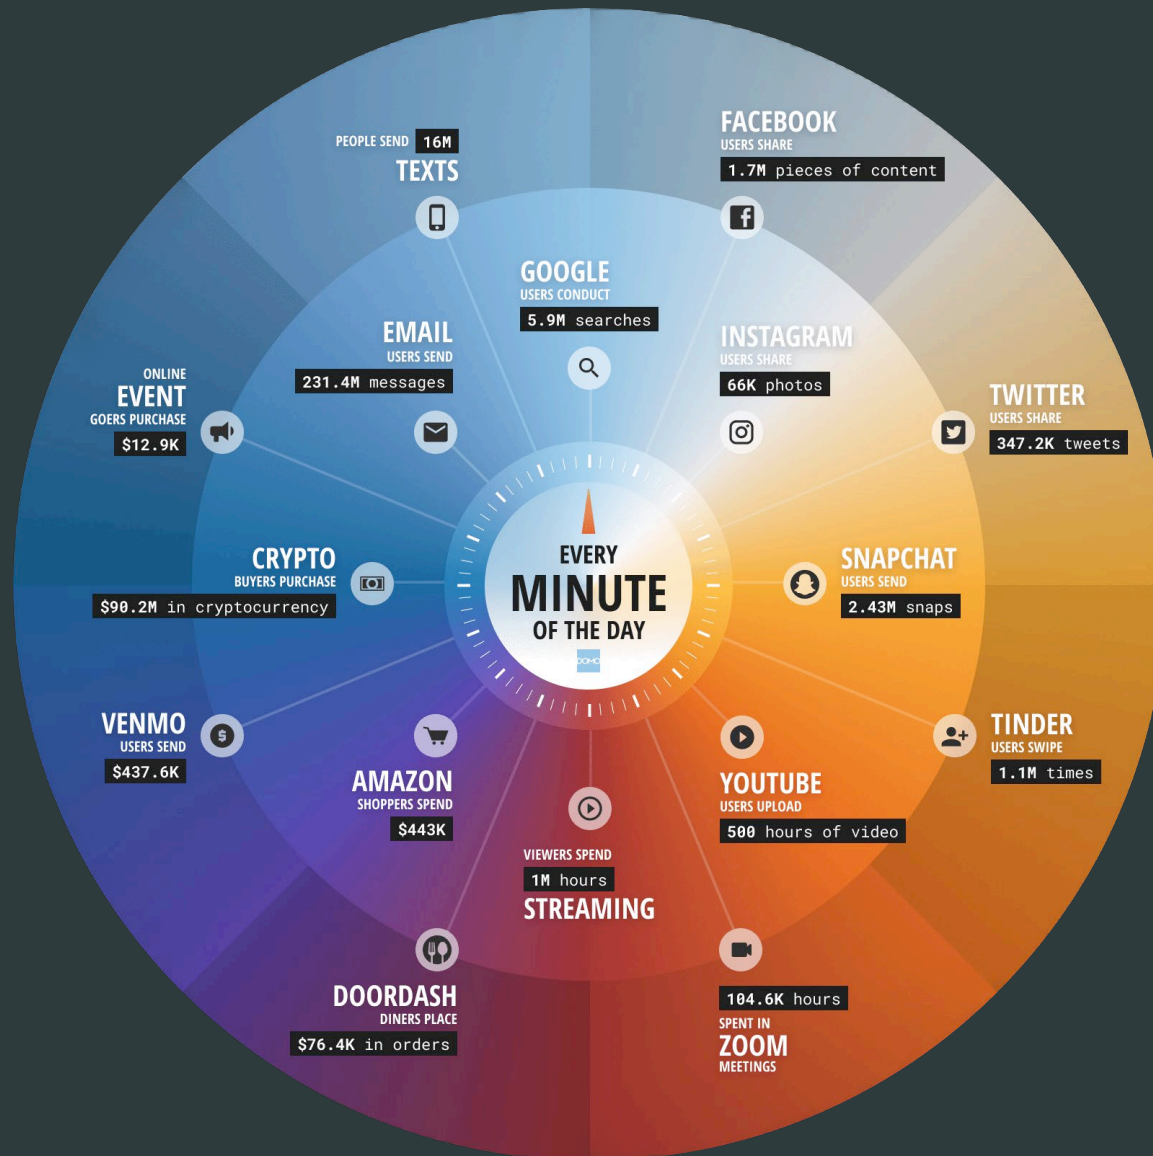 PEOPLE SEND 16M
TEXTS
FACEBOOK
USERS SHARE
1.7M pieces of content
GOOGLE
USERS CONDUCT
5.9M searches
EMAIL
USERS SEND
231.4M messages
INSTAGRAM
USERS SHARE
66K photos
ONLINE
EVENT
GOERS PURCHASE
$12.9K
TWITTER
USERS SHARE
347.2K tweets
CRYPTO
BUYERS PURCHASE
$90.2M in cryptocurrency
EVERY
MINUTE
OF THE DAY
DOMO
SNAPCHAT
USERS SEND
2.43M snaps
VENMO
USERS SEND
$437.6K
AMAZON
SHOPPERS SPEND
$443K
VIEWERS SPEND
1M hours
STREAMING
YOUTUBE
USERS UPLOAD
500 hours of video
TINDER
USERS SWIPE
1.1M times
DOORDASH
DINERS PLACE
$76.4K in orders
104.6K hours
SPENT IN
ZOOM
MEETINGS